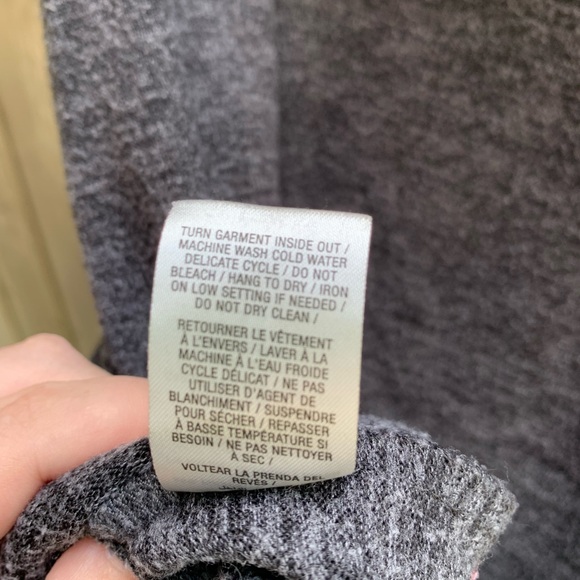 TURN GARMENT INSIDE OUT /
MACHINE WASH COLD WATER
DELICATE CYCLE / DO NOT
BLEACH / HANG TO DRY / IRON
ON LOW SETTING IF NEEDED /
DO NOT DRY CLEAN /
RETOURNER LE VÊTEMENT
À L'ENVERS / LAVER À LA
MACHINE À L'EAU FROIDE
CYCLE DÉLICAT / NE PAS
UTILISER D'AGENT DE
BLANCHIMENT / SUSPENDRE
POUR SÉCHER / REPASSER
À BASSE TEMPÉRATURE SI
BESOIN / NE PAS NETTOYER
À SEC /
VOLTEAR LA PRENDA DEL
REVÉS /